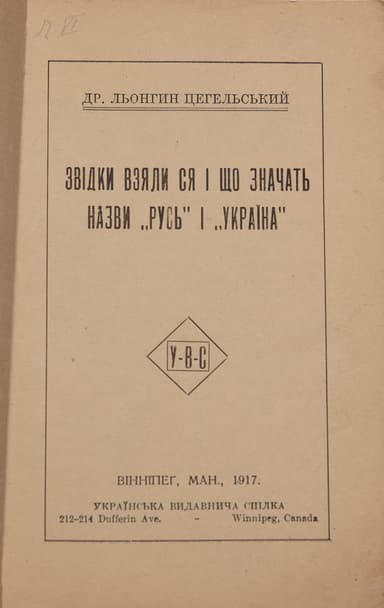 ДР. ЛЬОНГИН ЦЕГЕЛЬСЬКИЙ
ЗВІДКИ ВЗЯЛИ СЯ І ЩО ЗНАЧАТЬ
НАЗВИ „РУСЬ" І „УКРАЇНА"
У-В-С
ВІННІПЕҐ, МАН., 1917.
УКРАЇНСЬКА ВИДАВНИЧА СПІЛКА
212-214 Dufferin Ave. – Winnipeg, Canada